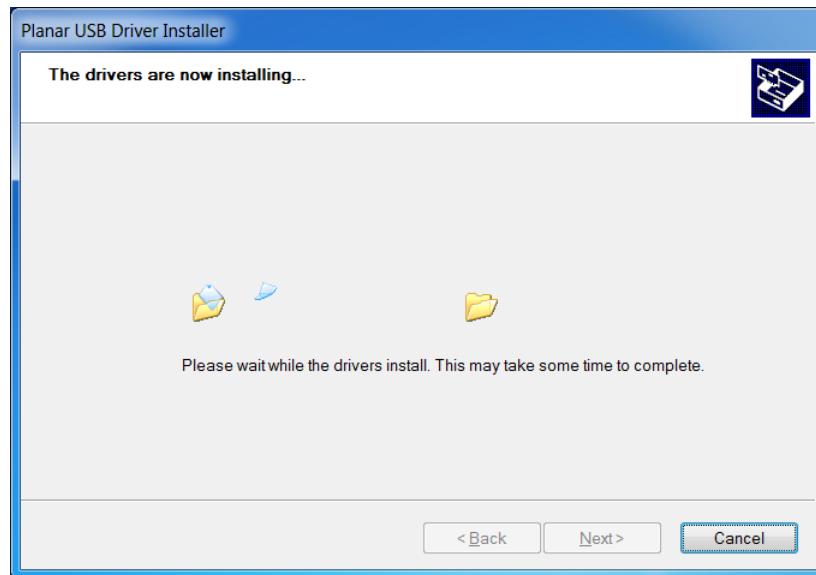 Planar USB Driver Installer
The drivers are now installing...
Please wait while the drivers install. This may take some time to complete.
< Back
Next >
Cancel